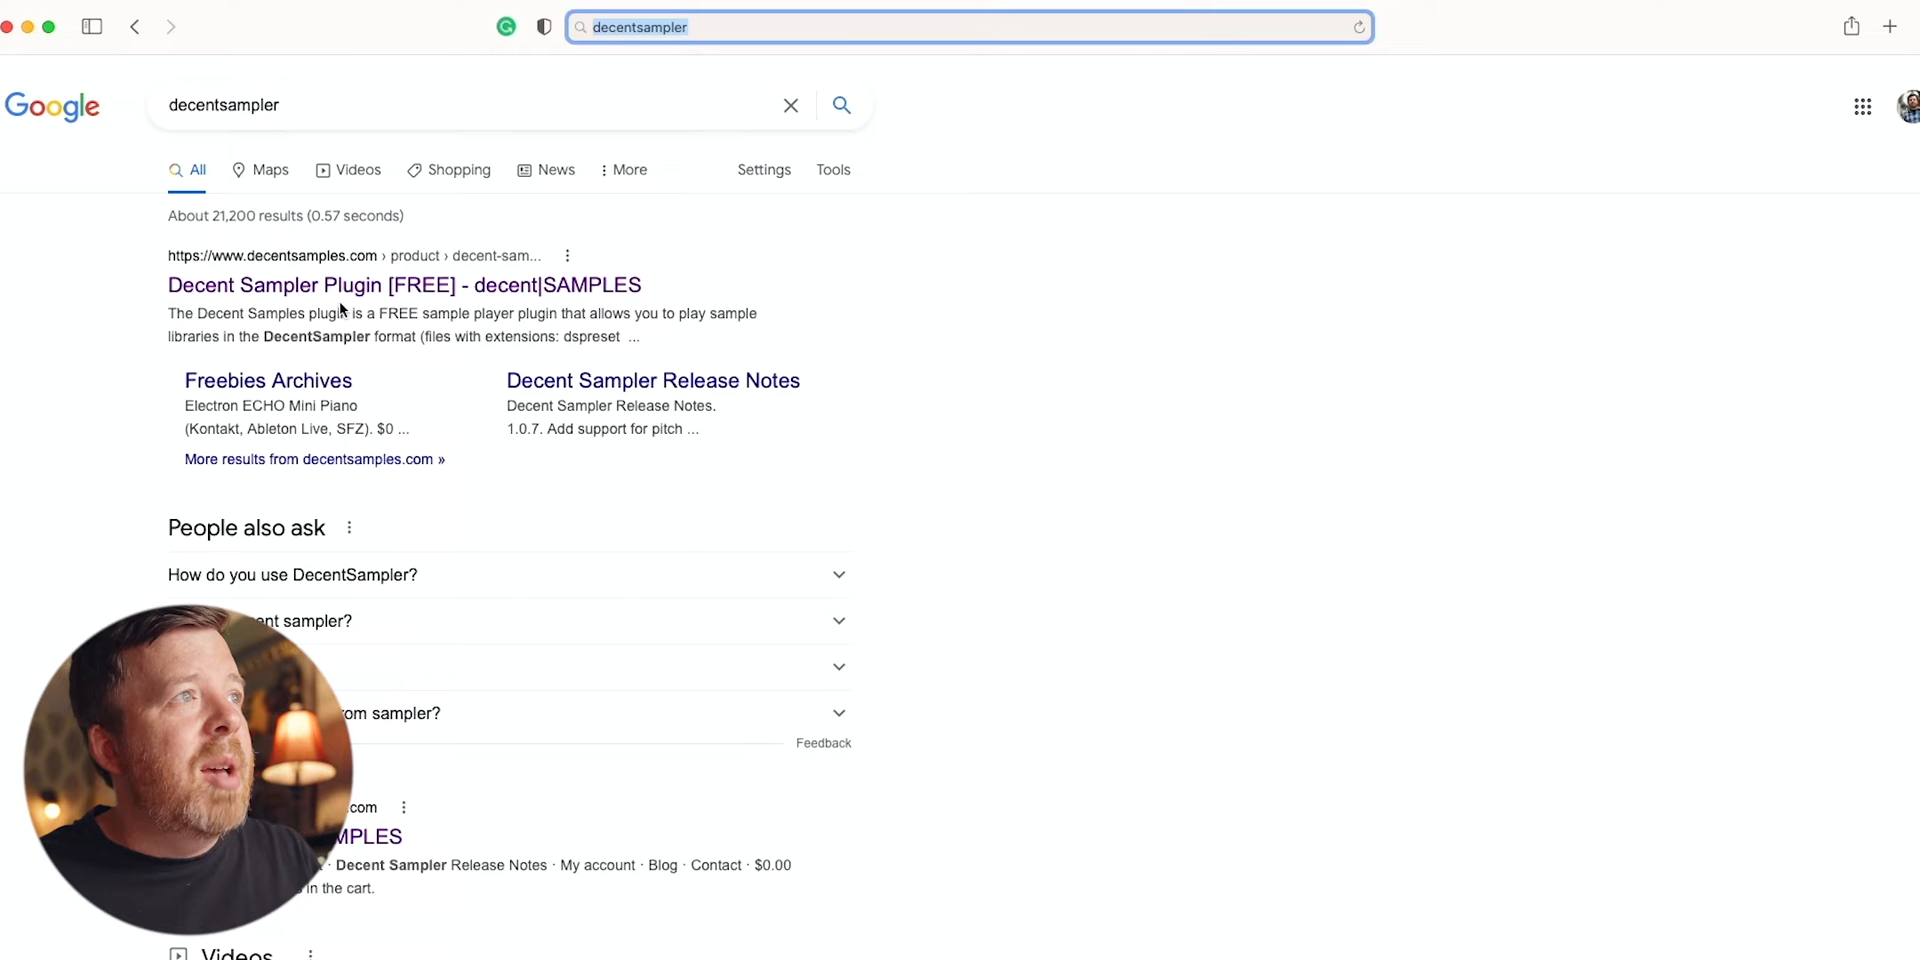 decentsampler
Google
decentsampler
All Maps Videos Shopping News More Settings Tools
About 21,200 results (0.57 seconds)
https://www.decentsamples.com › product › decent-sam...
Decent Sampler Plugin [FREE] - decent|SAMPLES
The Decent Samples plugin is a FREE sample player plugin that allows you to play sample
libraries in the DecentSampler format (files with extensions: dspreset ...
Freebies Archives
Electron ECHO Mini Piano
(Kontakt, Ableton Live, SFZ). $0 ...
Decent Sampler Release Notes
Decent Sampler Release Notes.
1.0.7. Add support for pitch ...
More results from decentsamples.com »
People also ask
How do you use DecentSampler?
ent sampler?
om sampler?
Feedback
com
MPLES
· Decent Sampler Release Notes · My account · Blog · Contact · $0.00
in the cart.
Videos